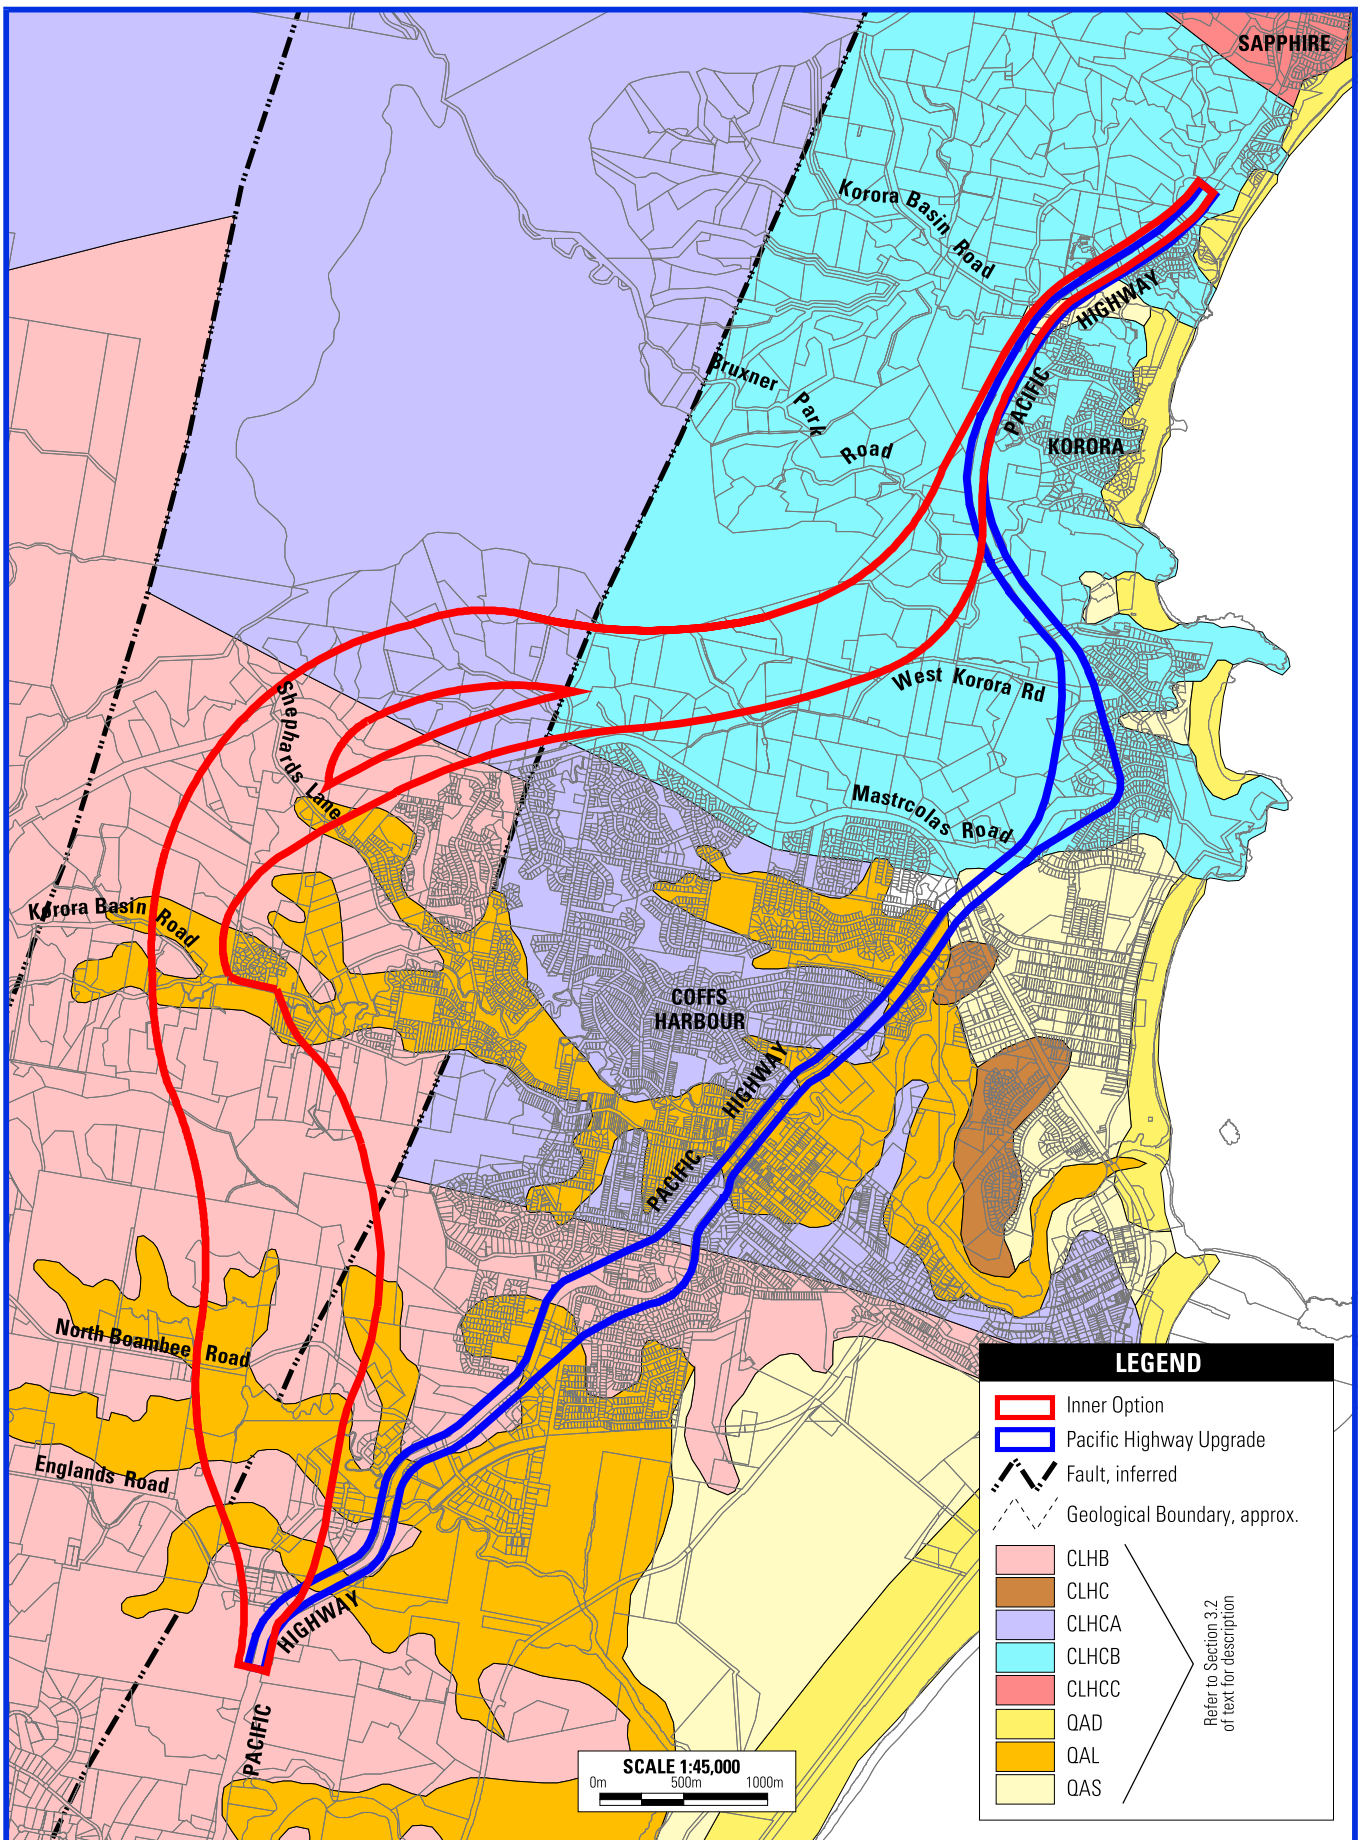 SAPPHIRE
Korora Basin Road
HIGHWAY
PACIFIC
Bruxner Park Road
KORORA
West Korora Rd
Shephards Lane
Mastrcolas Road
Korora Basin Road
COFFS
HARBOUR
HIGHWAY
PACIFIC
North Boambee Road
Englands Road
HIGHWAY
PACIFIC
LEGEND
Inner Option
Pacific Highway Upgrade
Fault, inferred
Geological Boundary, approx.
CLHB
CLHC
CLHCA
CLHCB
CLHCC
QAD
QAL
QAS
Refer to Section 3.2
of text for description
SCALE 1:45,000
0m 500m 1000m